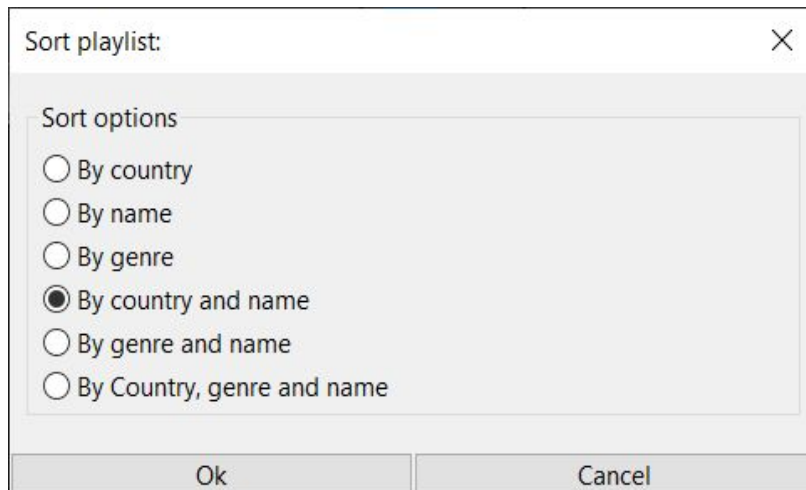 Sort playlist:
Sort options
By country
By name
By genre
By country and name
By genre and name
By Country, genre and name
Ok Cancel